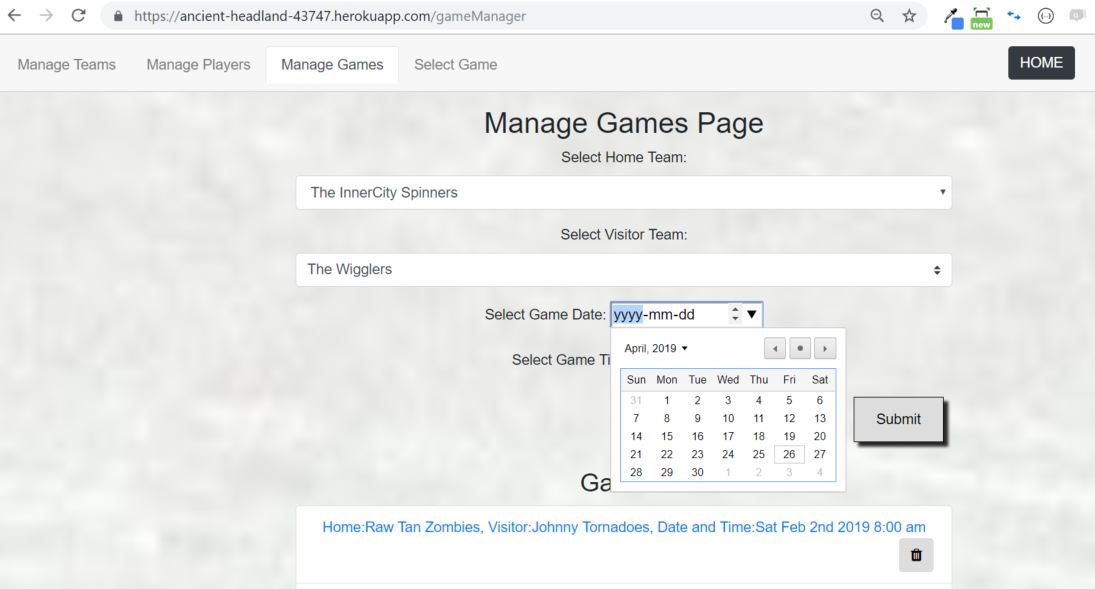 https://ancient-headland-43747.herokuapp.com/gameManager
new
Manage Teams Manage Players Manage Games Select Game HOME
Manage Games Page
Select Home Team:
The InnerCity Spinners
Select Visitor Team:
The Wigglers
Select Game Date: yyyy-mm-dd
April, 2019
Select Game Ti
Sun Mon Tue Wed Thu Fri Sat
31 1 2 3 4 5 6
7 8 9 10 11 12 13
14 15 16 17 18 19 20
21 22 23 24 25 26 27
28 29 30 1 2 3 4
Submit
Ga
Home:Raw Tan Zombies, Visitor:Johnny Tornadoes, Date and Time:Sat Feb 2nd 2019 8:00 am